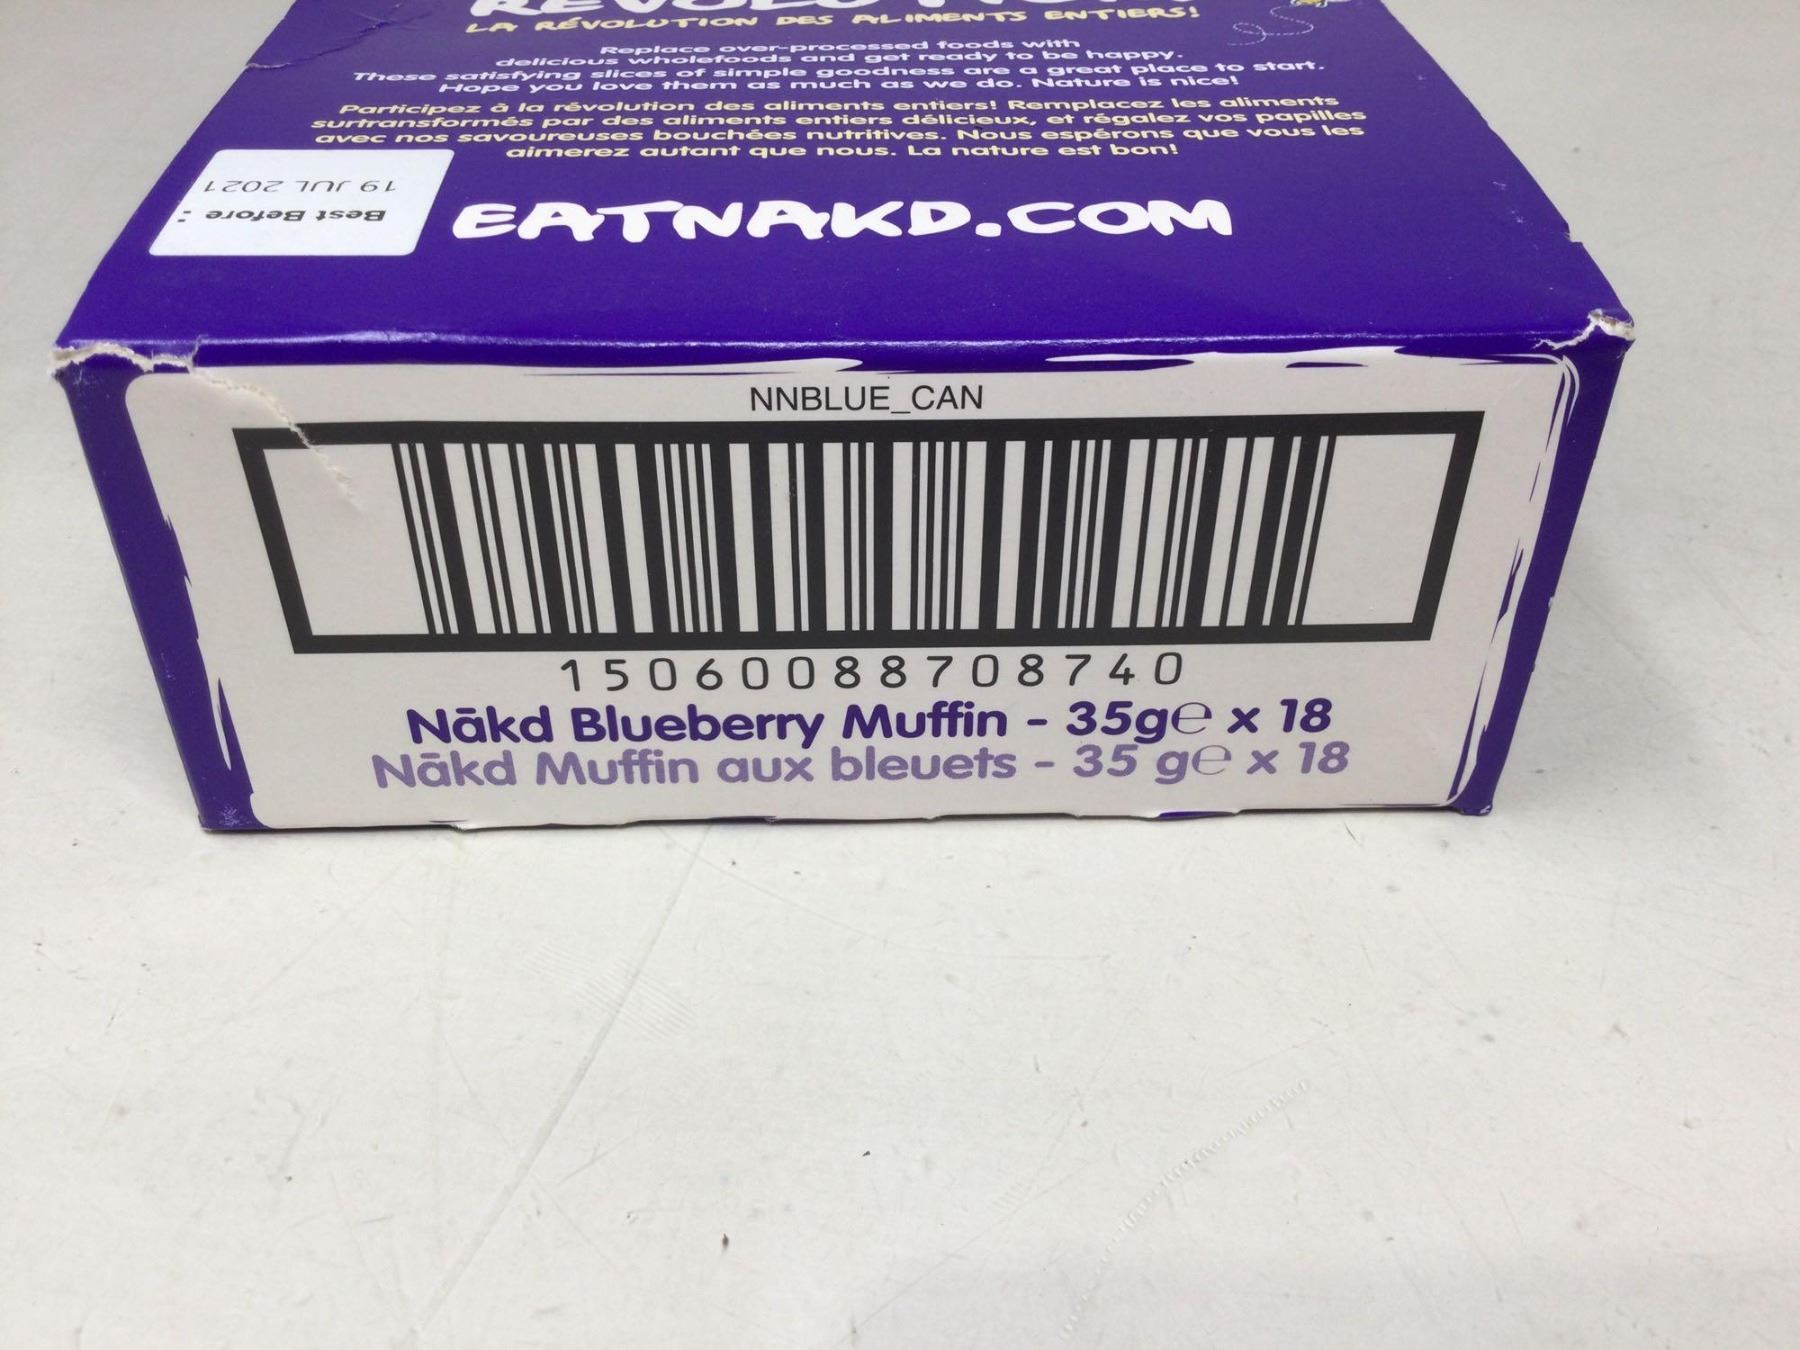 LA RÉVOLUTION DES ALIMENTS ENTIERS!
Replace over-processed foods with
delicious wholefoods and get ready to be happy.
These satisfying slices of simple goodness are a great place to start.
Hope you love them as much as we do. Nature is nice!
Participez à la révolution des aliments entiers! Remplacez les aliments
surtransformés par des aliments entiers délicieux, et régalez vos papilles
avec nos savoureuses bouchées nutritives. Nous espérons que vous les
aimerez autant que nous. La nature est bon!
Best Before :
19 JUL 2021
EATNAKD.COM
NNBLUE_CAN
15060088708740
Nākd Blueberry Muffin - 35g℮ x 18
Nākd Muffin aux bleuets - 35 g℮ x 18